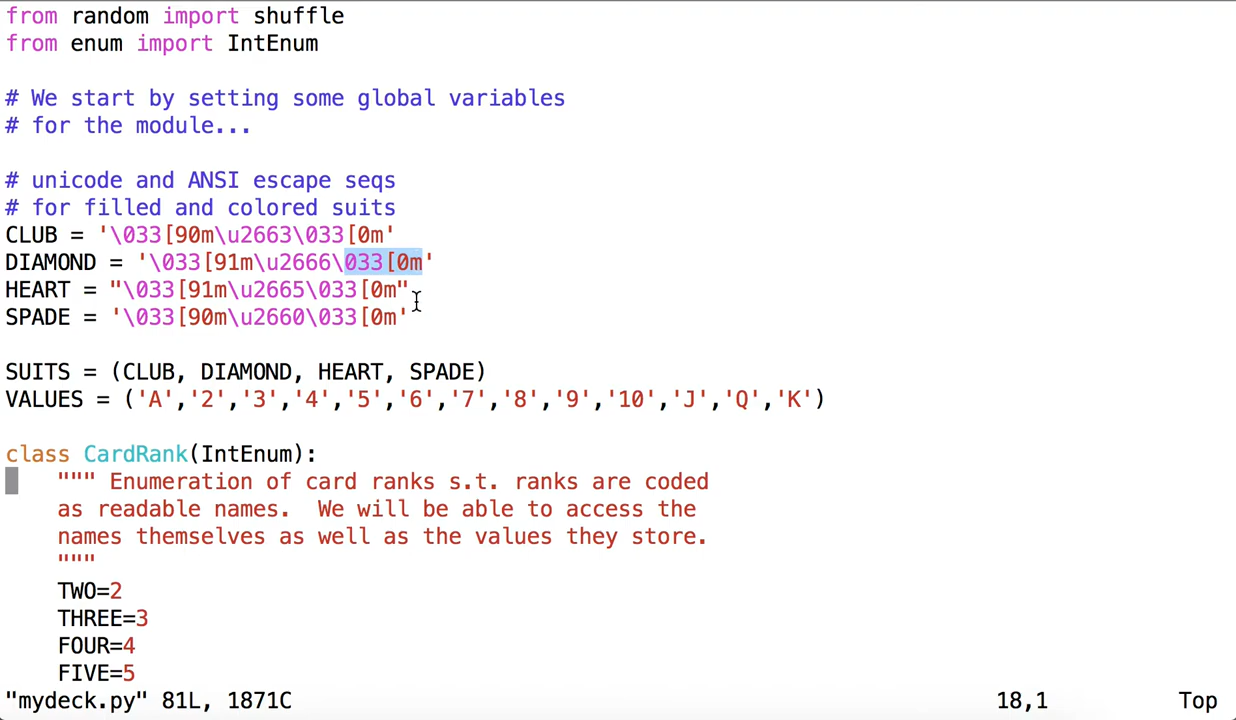 from random import shuffle
from enum import IntEnum
# We start by setting some global variables
# for the module...
# unicode and ANSI escape seqs
# for filled and colored suits
CLUB = '\033[90m\u2663\033[0m'
DIAMOND = '\033[91m\u2666\033[0m'
HEART = "\033[91m\u2665\033[0m"
SPADE = '\033[90m\u2660\033[0m'
SUITS = (CLUB, DIAMOND, HEART, SPADE)
VALUES = ('A','2','3','4','5','6','7','8','9','10','J','Q','K')
class CardRank(IntEnum):
    """ Enumeration of card ranks s.t. ranks are coded
    as readable names.  We will be able to access the
    names themselves as well as the values they store.
    """
    TWO=2
    THREE=3
    FOUR=4
    FIVE=5
"mydeck.py" 81L, 1871C 18,1 Top